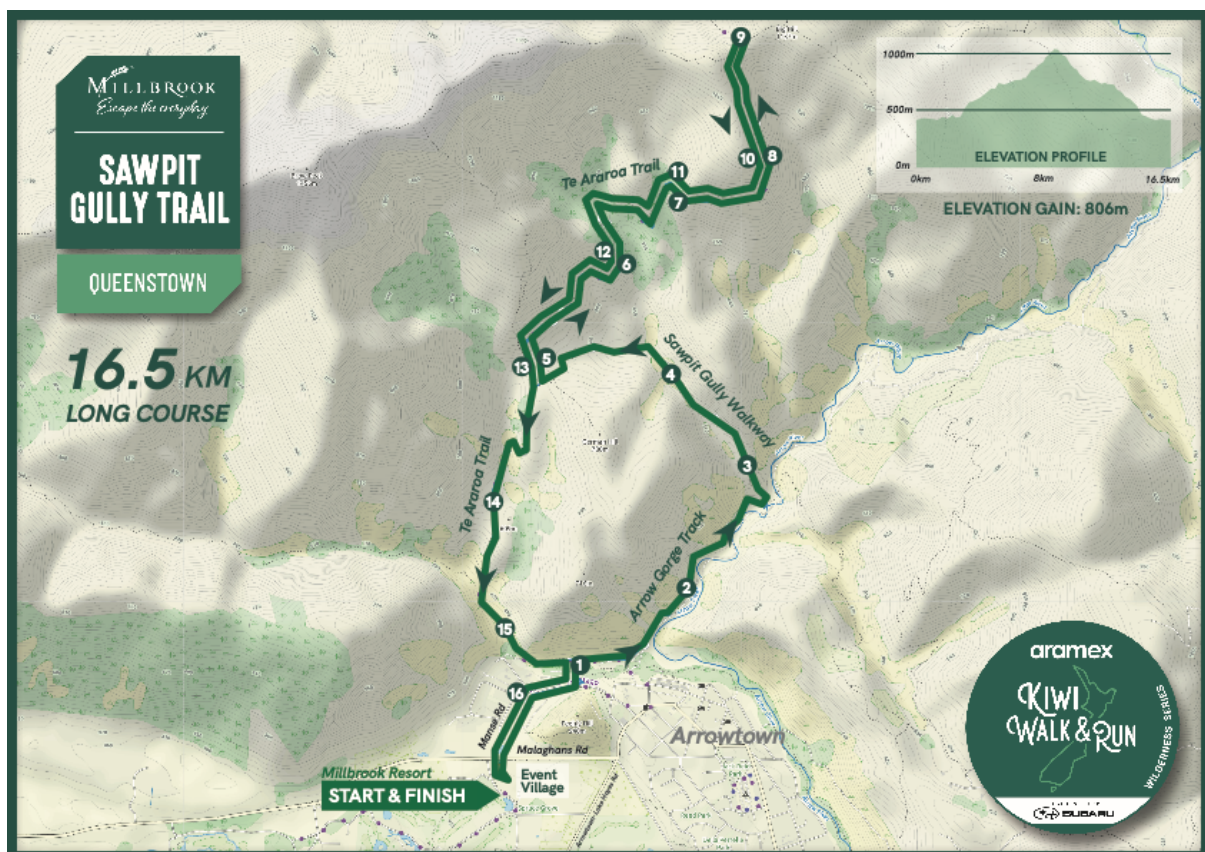 MILLBROOK
Escape the everyday
SAWPIT
GULLY TRAIL
QUEENSTOWN
16.5 KM
LONG COURSE
1000m
500m
0m
ELEVATION PROFILE
0km
8km
16.5km
ELEVATION GAIN: 806m
9
10
8
11
7
Te Araroa Trail
12
6
13
5
4
Sawpit Gully Walkway
3
Te Araroa Trail
14
Arrow Gorge Track
2
15
1
16
Manse Rd
Malaghans Rd
Arrowtown
Millbrook Resort
START & FINISH
Event
Village
aramex
KIWI
WALK & RUN
WILDERNESS SERIES
SUBARU